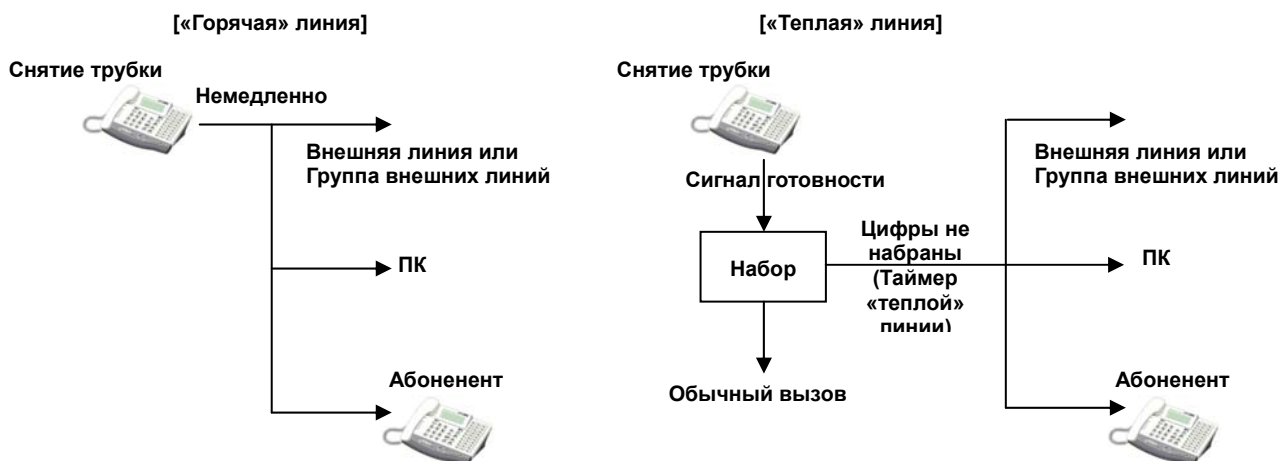 [«Горячая» линия]
Снятие трубки
Немедленно
Внешняя линия или
Группа внешних линий
ПК
Абоненент
[«Теплая» линия]
Снятие трубки
Сигнал готовности
Набор
Цифры не
набраны
(Таймер
«теплой»
линии)
Обычный вызов
Внешняя линия или
Группа внешних линий
ПК
Абоненент